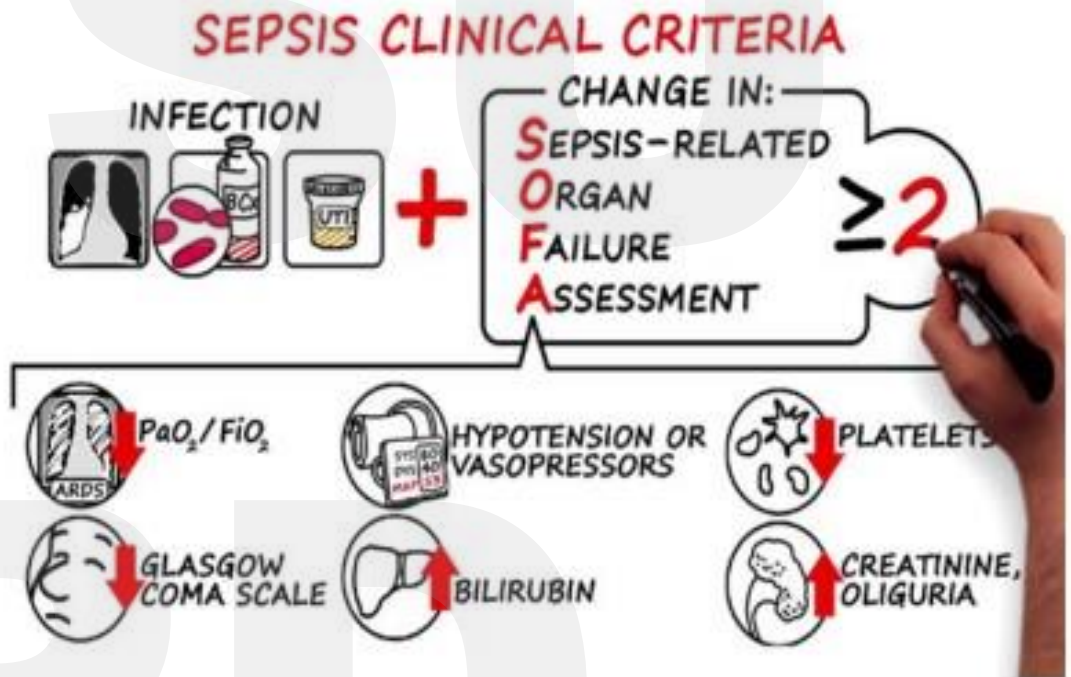 SEPSIS CLINICAL CRITERIA
INFECTION
UTI
CHANGE IN:
SEPSIS-RELATED
ORGAN
FAILURE
ASSESSMENT
≥2
ARDS
PaO₂/FiO₂
HYPOTENSION OR
VASOPRESSORS
PLATELETS
GLASGOW
COMA SCALE
BILIRUBIN
CREATININE,
OLIGURIA